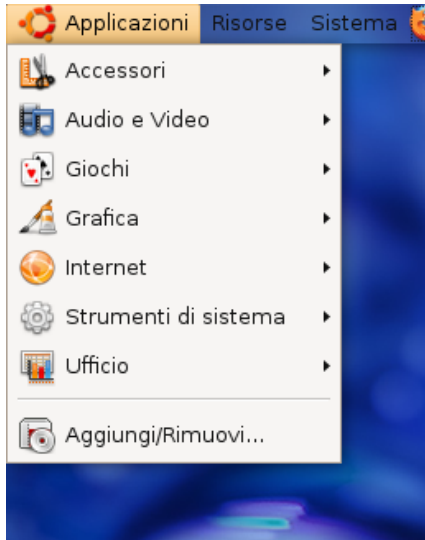 Applicazioni Risorse Sistema
Accessori
Audio e Video
Giochi
Grafica
Internet
Strumenti di sistema
Ufficio
Aggiungi/Rimuovi...